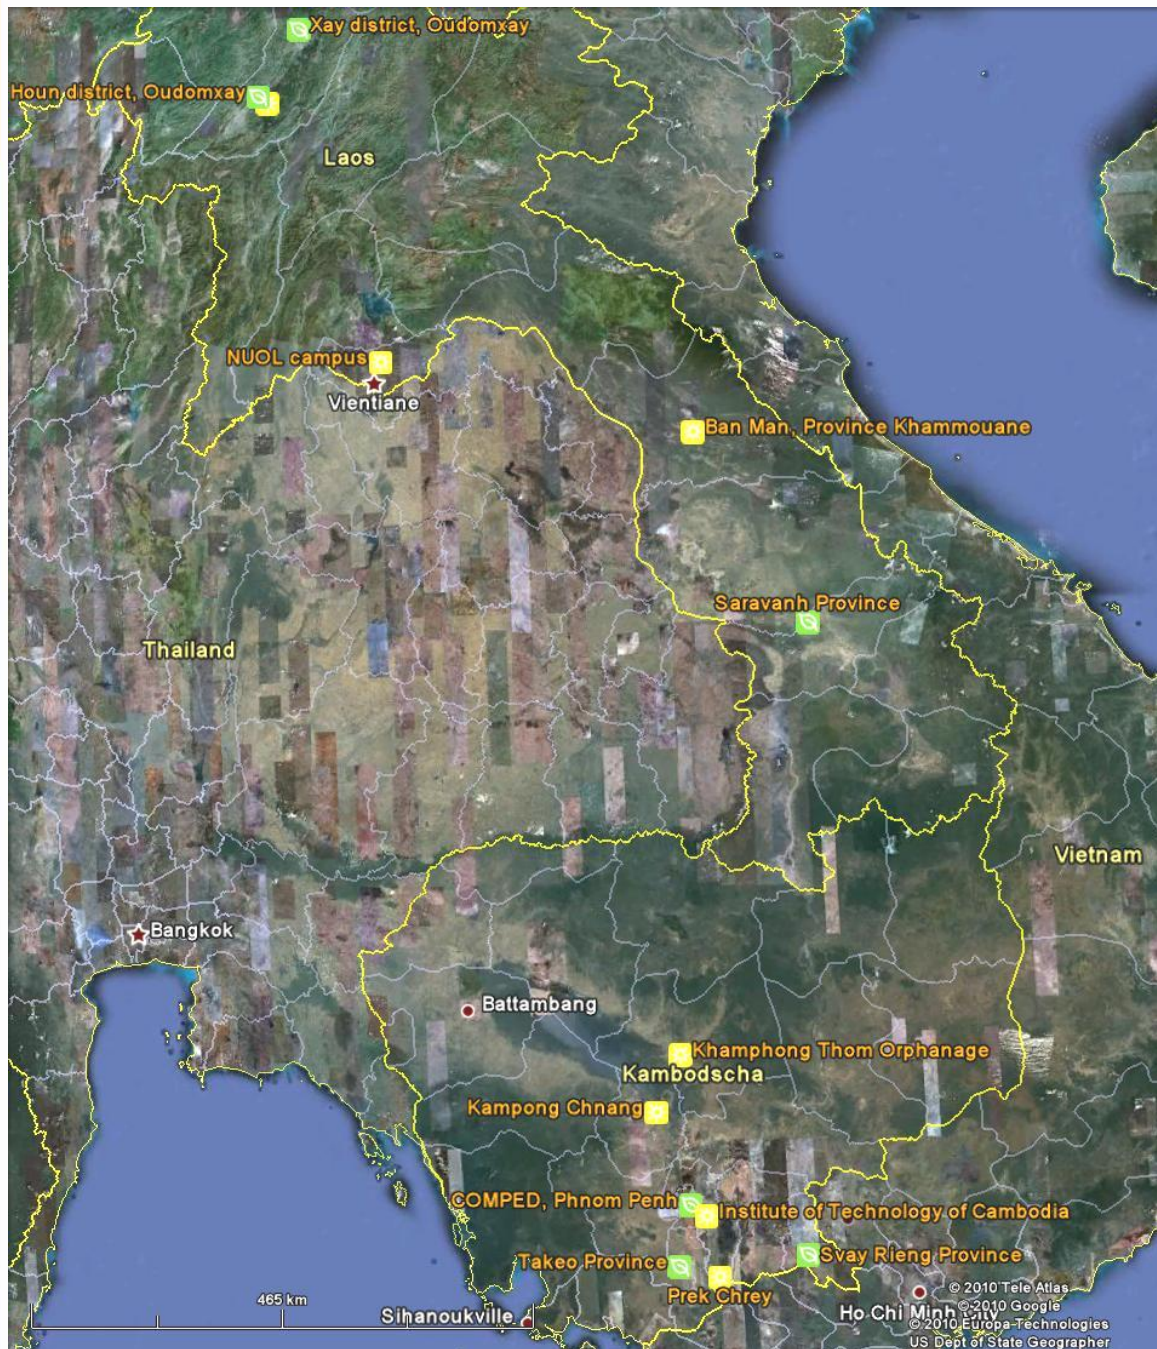 Xay district, Oudomxay
Houn district, Oudomxay
Laos
NUOL campus
Vientiane
Ban Man, Province Khammouane
Saravanh Province
Thailand
Vietnam
Bangkok
Battambang
Khamphong Thom Orphanage
Kambodscha
Kampong Chnang
COMPED, Phnom Penh
Institute of Technology of Cambodia
Svay Rieng Province
Takeo Province
Prek Chrey
465 km
Sihanoukville
Ho Chi Minh City
© 2010 Tele Atlas
© 2010 Google
© 2010 Europa Technologies
US Dept of State Geographer